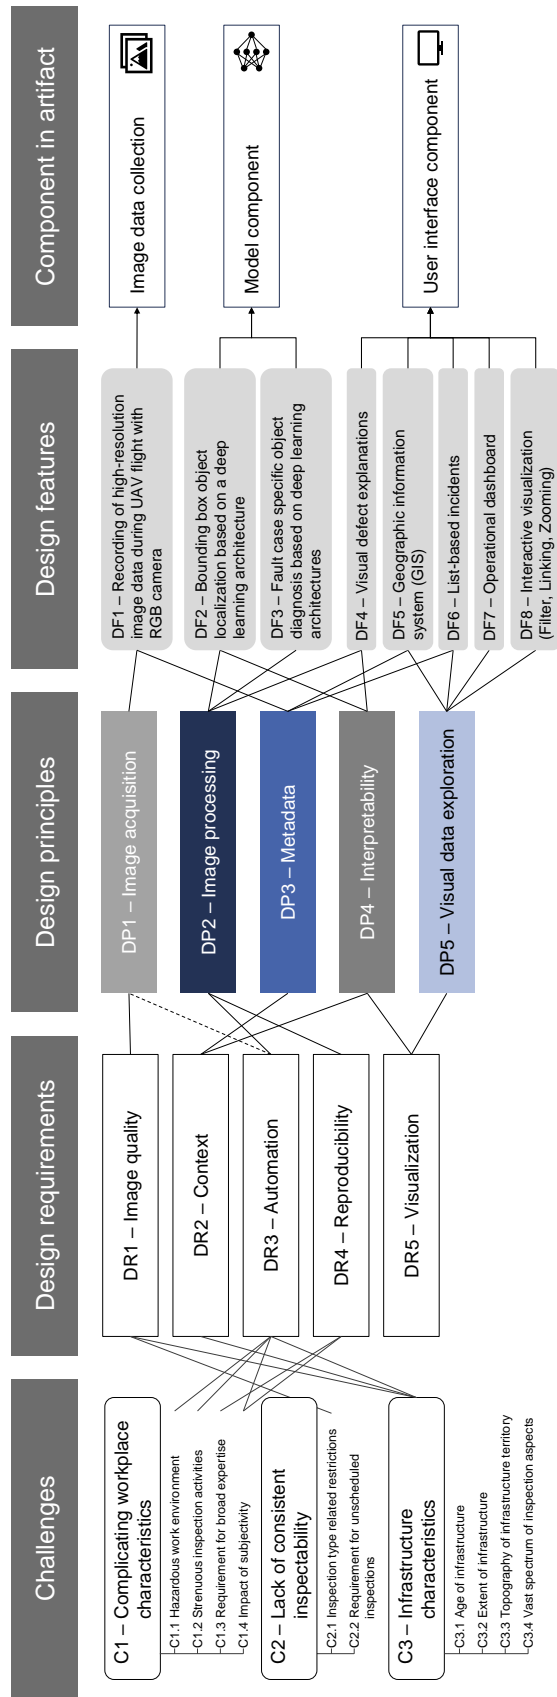 Challenges
C1 – Complicating workplace
characteristics
C1.1 Hazardous work environment
C1.2 Strenuous inspection activities
C1.3 Requirement for broad expertise
C1.4 Impact of subjectivity
C2 – Lack of consistent
inspectability
C2.1 Inspection type related restrictions
C2.2 Requirement for unscheduled
inspections
C3 – Infrastructure
characteristics
C3.1 Age of infrastructure
C3.2 Extent of infrastructure
C3.3 Topography of infrastructure territory
C3.4 Vast spectrum of inspection aspects
Design requirements
DR1 – Image quality
DR2 – Context
DR3 – Automation
DR4 – Reproducibility
DR5 – Visualization
Design principles
DP1 – Image acquisition
DP2 – Image processing
DP3 – Metadata
DP4 – Interpretability
DP5 – Visual data exploration
Design features
DF1 – Recording of high-resolution
image data during UAV flight with
RGB camera
DF2 – Bounding box object
localization based on a deep
learning architecture
DF3 – Fault case specific object
diagnosis based on deep learning
architectures
DF4 – Visual defect explanations
DF5 – Geographic information
system (GIS)
DF6 – List-based incidents
DF7 – Operational dashboard
DF8 – Interactive visualization
(Filter, Linking, Zooming)
Component in artifact
Image data collection
Model component
User interface component